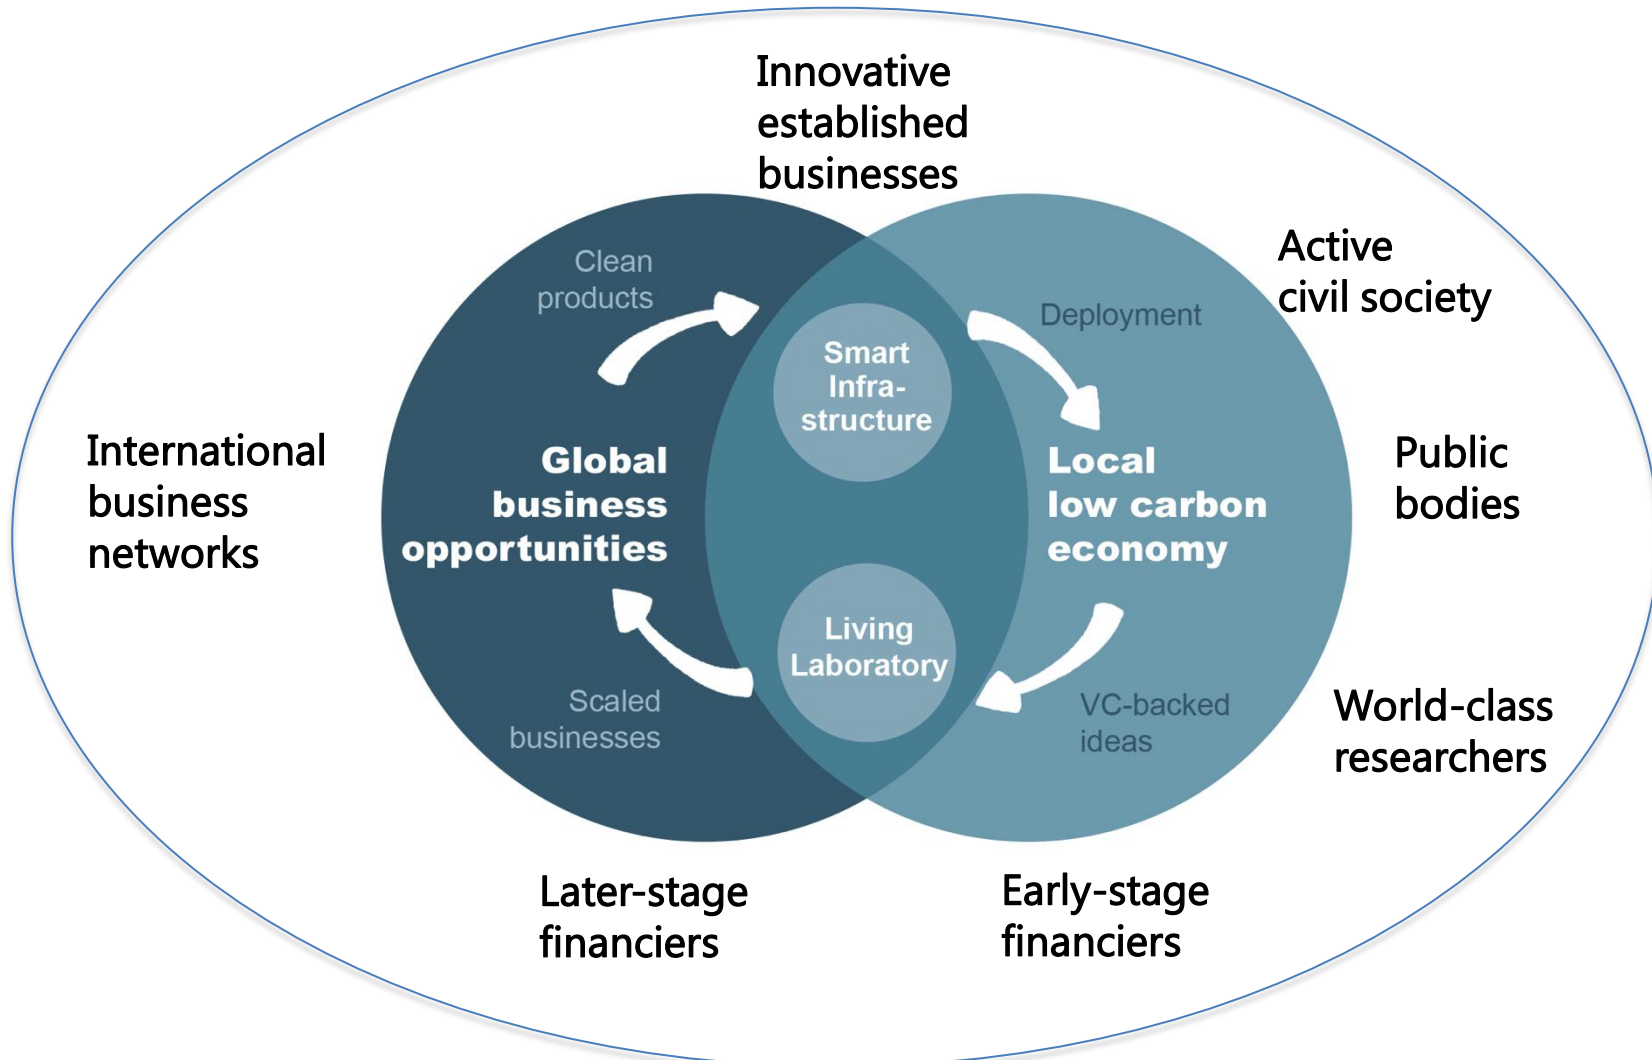 Innovative
established
businesses
Clean
products
Deployment
Active
civil society
Smart
Infra-
structure
International
business
networks
Global
business
opportunities
Local
low carbon
economy
Public
bodies
Living
Laboratory
Scaled
businesses
VC-backed
ideas
World-class
researchers
Later-stage
financiers
Early-stage
financiers